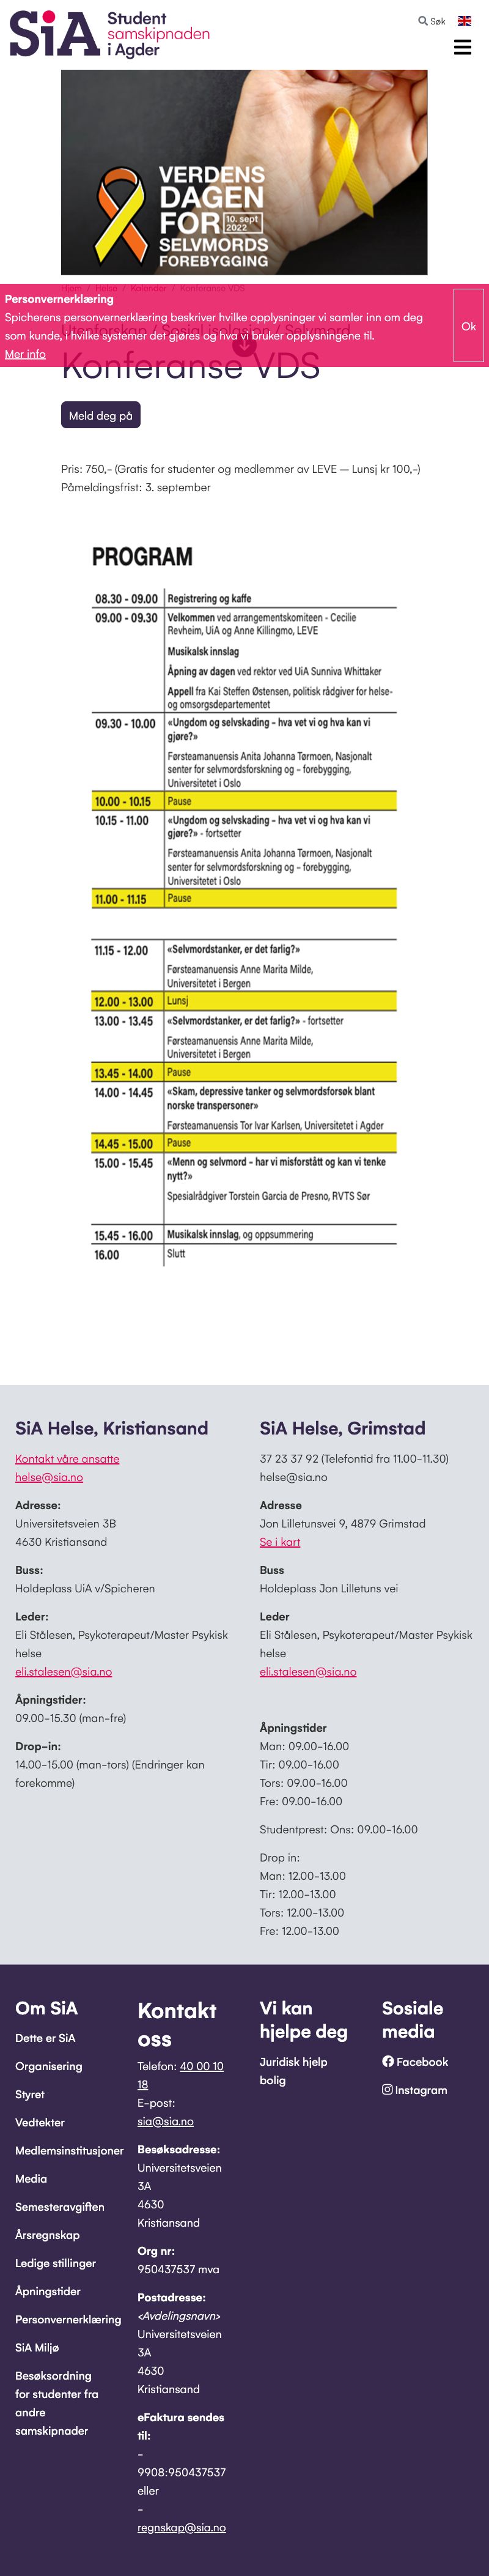 SiA Student
samskipnaden
i Agder
Søk
VERDENS
DAGEN
FOR 10. sept
2022
SELVMORDS
FOREBYGGING
Hjem / Helse / Kalender / Konferanse VDS
Personvernerklæring
Spicherens personvernerklæring beskriver hvilke opplysninger vi samler inn om deg
som kunde, i hvilke systemer det gjøres og hva vi bruker opplysningene til.
Mer info
Ok
Utenforskap / Sosial isolasjon / Selvmord
Konferanse VDS
Meld deg på
Pris: 750,- (Gratis for studenter og medlemmer av LEVE – Lunsj kr 100,-)
Påmeldingsfrist: 3. september
PROGRAM
08.30 - 09.00 Registrering og kaffe
09.00 - 09.30 Velkommen ved arrangementskomiteen - Cecilie
Revheim, UiA og Anne Killingmo, LEVE
Musikalsk innslag
Åpning av dagen ved rektor ved UiA Sunniva Whittaker
Appell fra Kai Steffen Østensen, politisk rådgiver for helse-
og omsorgsdepartementet
09.30 - 10.00 «Ungdom og selvskading - hva vet vi og hva kan vi
gjøre?»
Førsteamanuensis Anita Johanna Tørmoen, Nasjonalt
senter for selvmordsforskning og - forebygging,
Universitetet i Oslo
10.00 - 10.15 Pause
10.15 - 11.00 «Ungdom og selvskading - hva vet vi og hva kan vi
gjøre?» - fortsetter
Førsteamanuensis Anita Johanna Tørmoen, Nasjonalt
senter for selvmordsforskning og - forebygging,
Universitetet i Oslo
11.00 - 11.15 Pause
11.15 - 12.00 «Selvmordstanker, er det farlig?»
Førsteamanuensis Anne Marita Milde,
Universitetet i Bergen
12.00 - 13.00 Lunsj
13.00 - 13.45 «Selvmordstanker, er det farlig?» - fortsetter
Førsteamanuensis Anne Marita Milde,
Universitetet i Bergen
13.45 - 14.00 Pause
14.00 - 14.45 «Skam, depressive tanker og selvmordsforsøk blant
norske transpersoner»
Førsteamanuensis Tor Ivar Karlsen, Universitetet i Agder
14.45 - 15.00 Pause
15.00 - 15.45 «Menn og selvmord - har vi misforstått og kan vi tenke
nytt?»
Spesialrådgiver Torstein Garcia de Presno, RVTS Sør
15.45 - 16.00 Musikalsk innslag, og oppsummering
16.00 Slutt
SiA Helse, Kristiansand
Kontakt våre ansatte
helse@sia.no
Adresse:
Universitetsveien 3B
4630 Kristiansand
Buss:
Holdeplass UiA v/Spicheren
Leder:
Eli Stålesen, Psykoterapeut/Master Psykisk
helse
eli.stalesen@sia.no
Åpningstider:
09.00-15.30 (man-fre)
Drop-in:
14.00-15.00 (man-tors) (Endringer kan
forekomme)
SiA Helse, Grimstad
37 23 37 92 (Telefontid fra 11.00-11.30)
helse@sia.no
Adresse
Jon Lilletunsvei 9, 4879 Grimstad
Se i kart
Buss
Holdeplass Jon Lilletuns vei
Leder
Eli Stålesen, Psykoterapeut/Master Psykisk
helse
eli.stalesen@sia.no
Åpningstider
Man: 09.00-16.00
Tir: 09.00-16.00
Tors: 09.00-16.00
Fre: 09.00-16.00
Studentprest: Ons: 09.00-16.00
Drop in:
Man: 12.00-13.00
Tir: 12.00-13.00
Tors: 12.00-13.00
Fre: 12.00-13.00
Om SiA
Dette er SiA
Organisering
Styret
Vedtekter
Medlemsinstitusjoner
Media
Semesteravgiften
Årsregnskap
Ledige stillinger
Åpningstider
Personvernerklæring
SiA Miljø
Besøksordning
for studenter fra
andre
samskipnader
Kontakt
oss
Telefon: 40 00 10
18
E-post:
sia@sia.no
Besøksadresse:
Universitetsveien
3A
4630
Kristiansand
Org nr:
950437537 mva
Postadresse:
<Avdelingsnavn>
Universitetsveien
3A
4630
Kristiansand
eFaktura sendes
til:
-
9908:950437537
eller
-
regnskap@sia.no
Vi kan
hjelpe deg
Juridisk hjelp
bolig
Sosiale
media
Facebook
Instagram